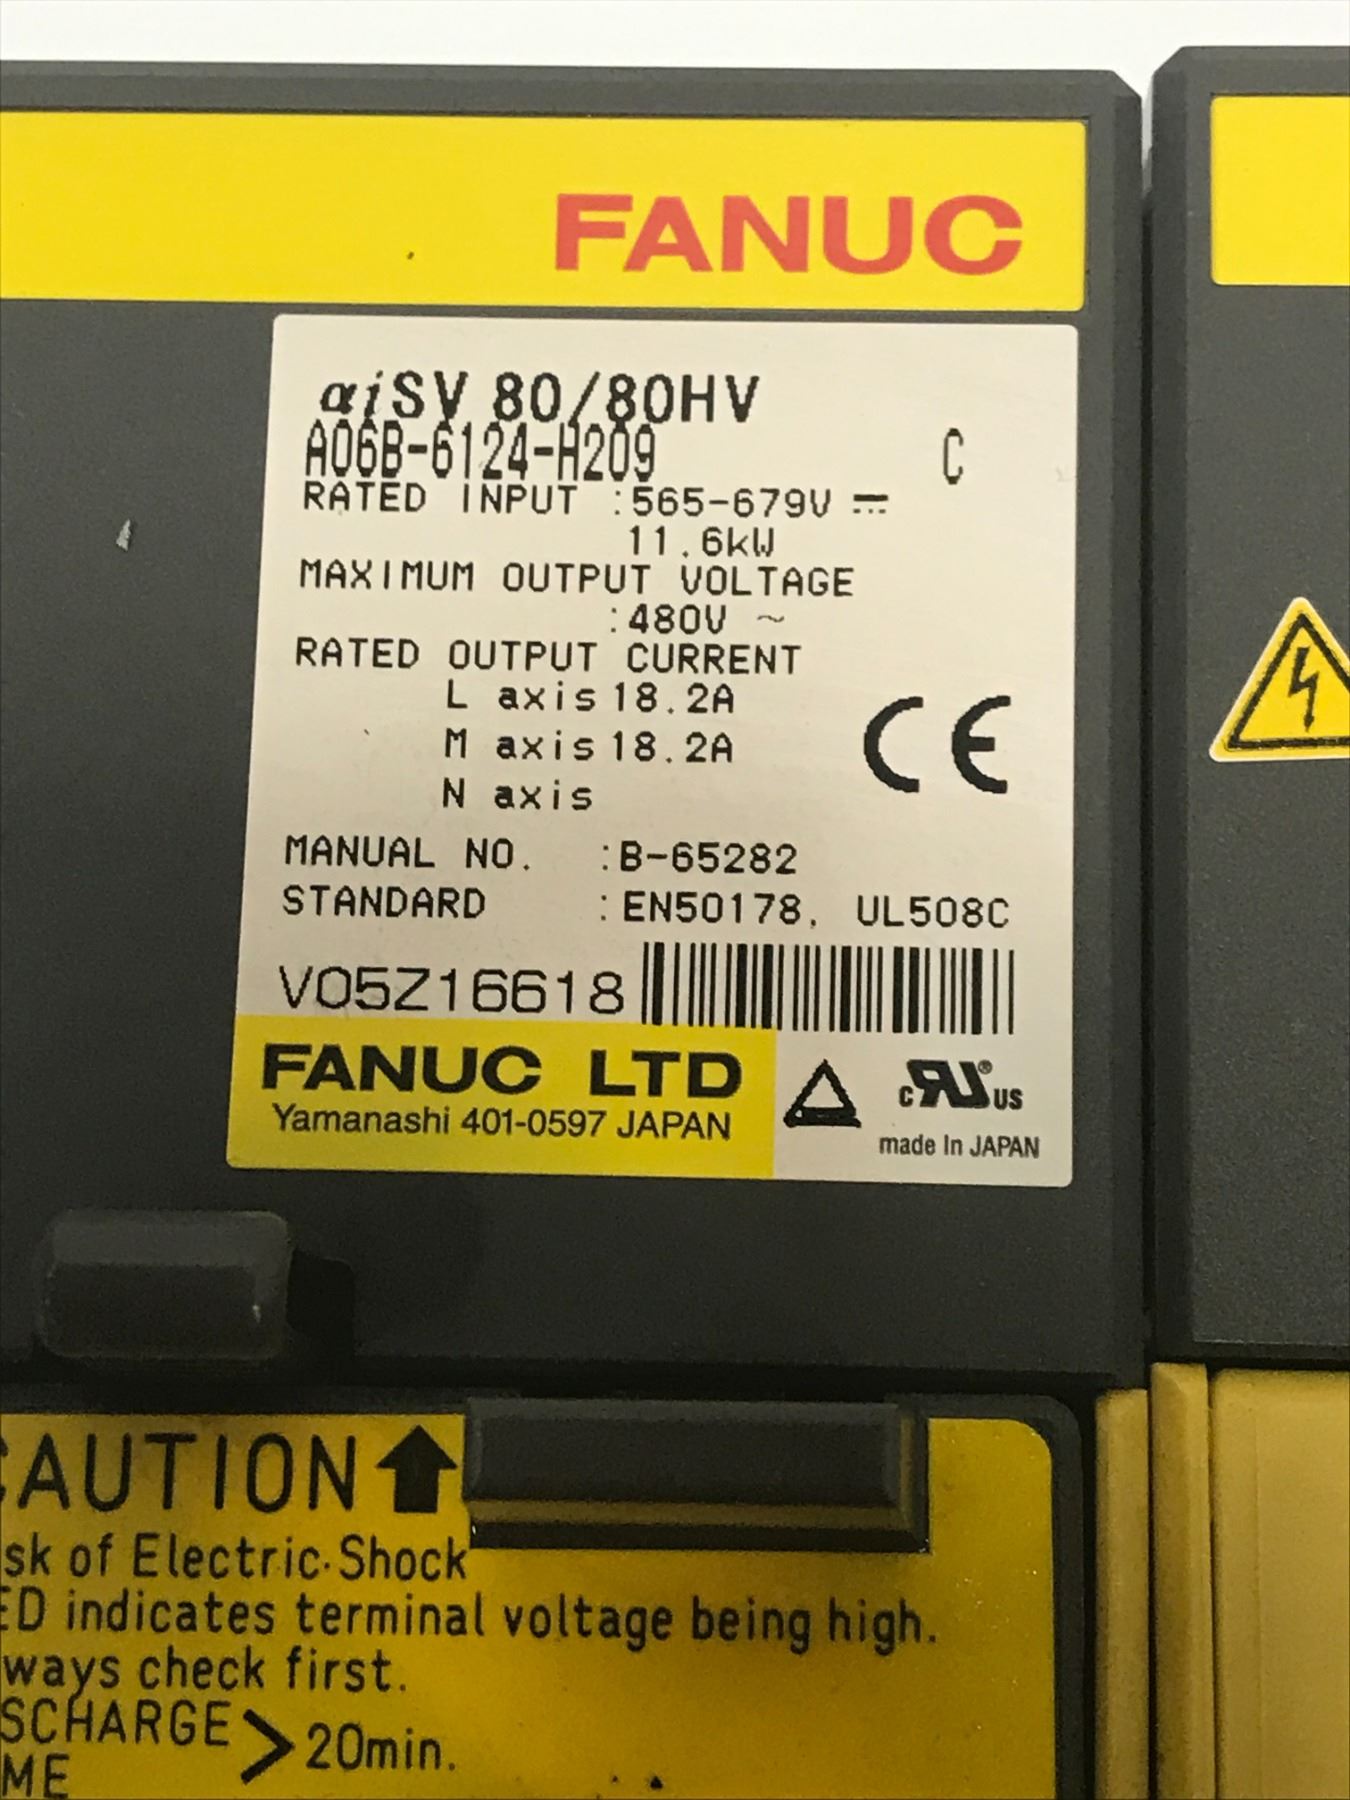 FANUC
αiSV 80/80HV
A06B-6124-H209 C
RATED INPUT :565-679V ⎓
11.6kW
MAXIMUM OUTPUT VOLTAGE
:480V ~
RATED OUTPUT CURRENT
L axis 18.2A
M axis 18.2A
N axis
CE
MANUAL NO. :B-65282
STANDARD :EN50178, UL508C
V05Z16618
FANUC LTD
Yamanashi 401-0597 JAPAN
c RU ® US
made in JAPAN
CAUTION
sk of Electric Shock
ED indicates terminal voltage being high.
ways check first.
SCHARGE
ME
> 20min.